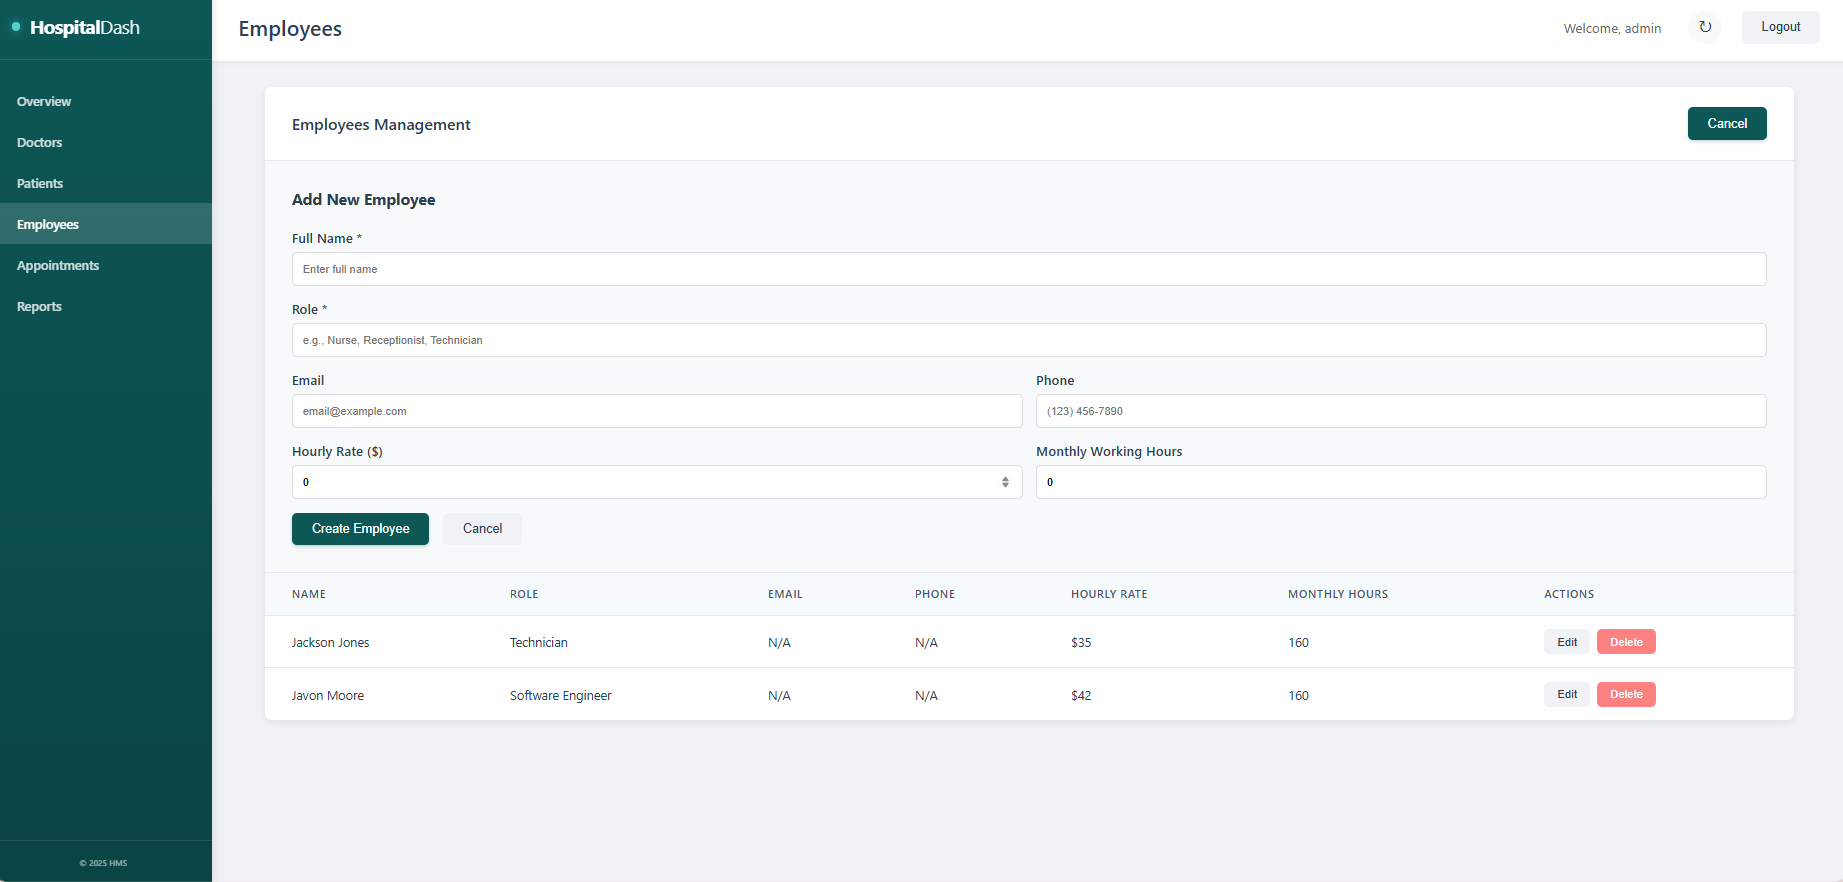 HospitalDash
Employees
Welcome, admin
↻
Logout
Overview
Doctors
Patients
Employees
Appointments
Reports
© 2025 HMS
Employees Management
Cancel
Add New Employee
Full Name *
Enter full name
Role *
e.g., Nurse, Receptionist, Technician
Email
Phone
email@example.com
(123) 456-7890
Hourly Rate ($)
Monthly Working Hours
0
0
Create Employee
Cancel
NAME ROLE EMAIL PHONE HOURLY RATE MONTHLY HOURS ACTIONS
Jackson Jones Technician N/A N/A $35 160 Edit Delete
Javon Moore Software Engineer N/A N/A $42 160 Edit Delete